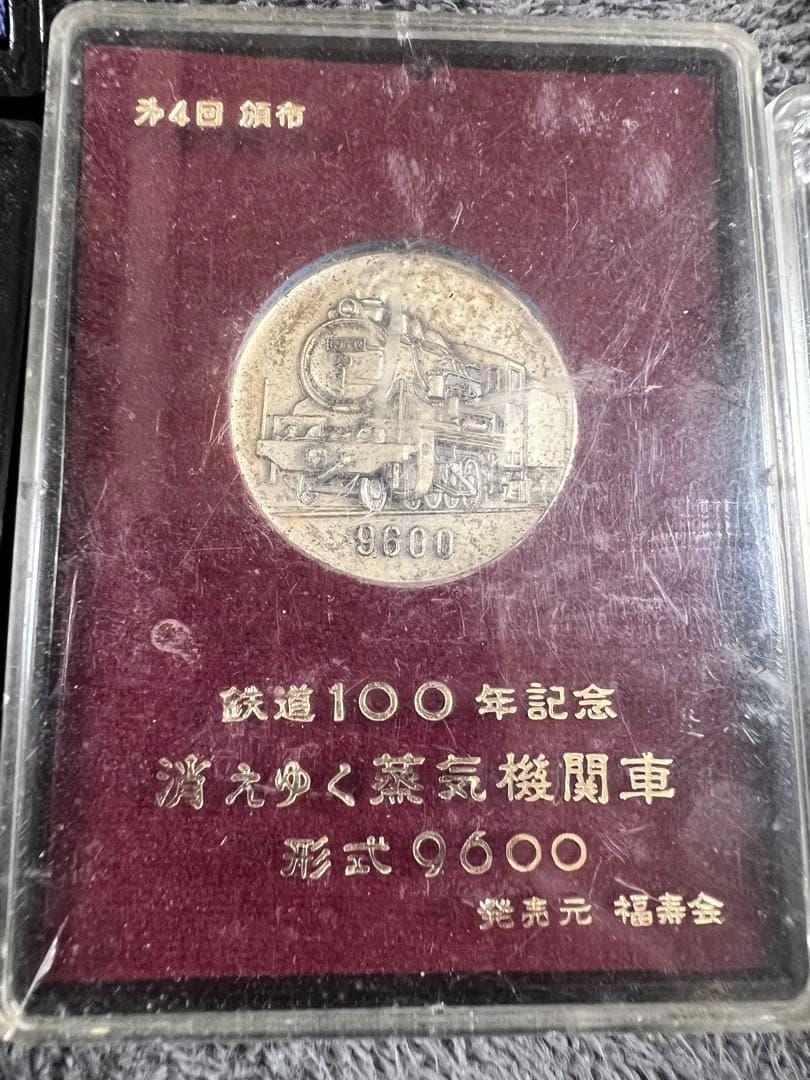 第4回 頒布
9600
鉄道100年記念
消えゆく蒸気機関車
形式9600
発売元 福寿会